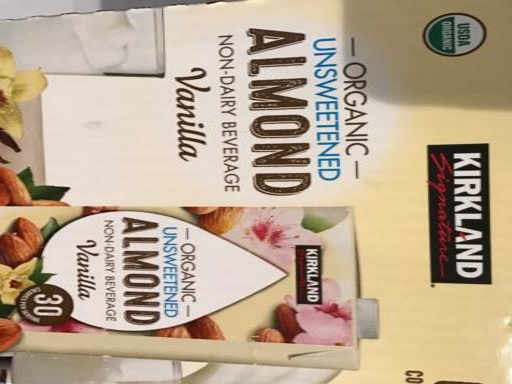 USDA
ORGANIC
KIRKLAND
Signature
ORGANIC
UNSWEETENED
ALMOND
NON-DAIRY BEVERAGE
Vanilla
KIRKLAND
Signature
ORGANIC
UNSWEETENED
ALMOND
NON-DAIRY BEVERAGE
Vanilla
30